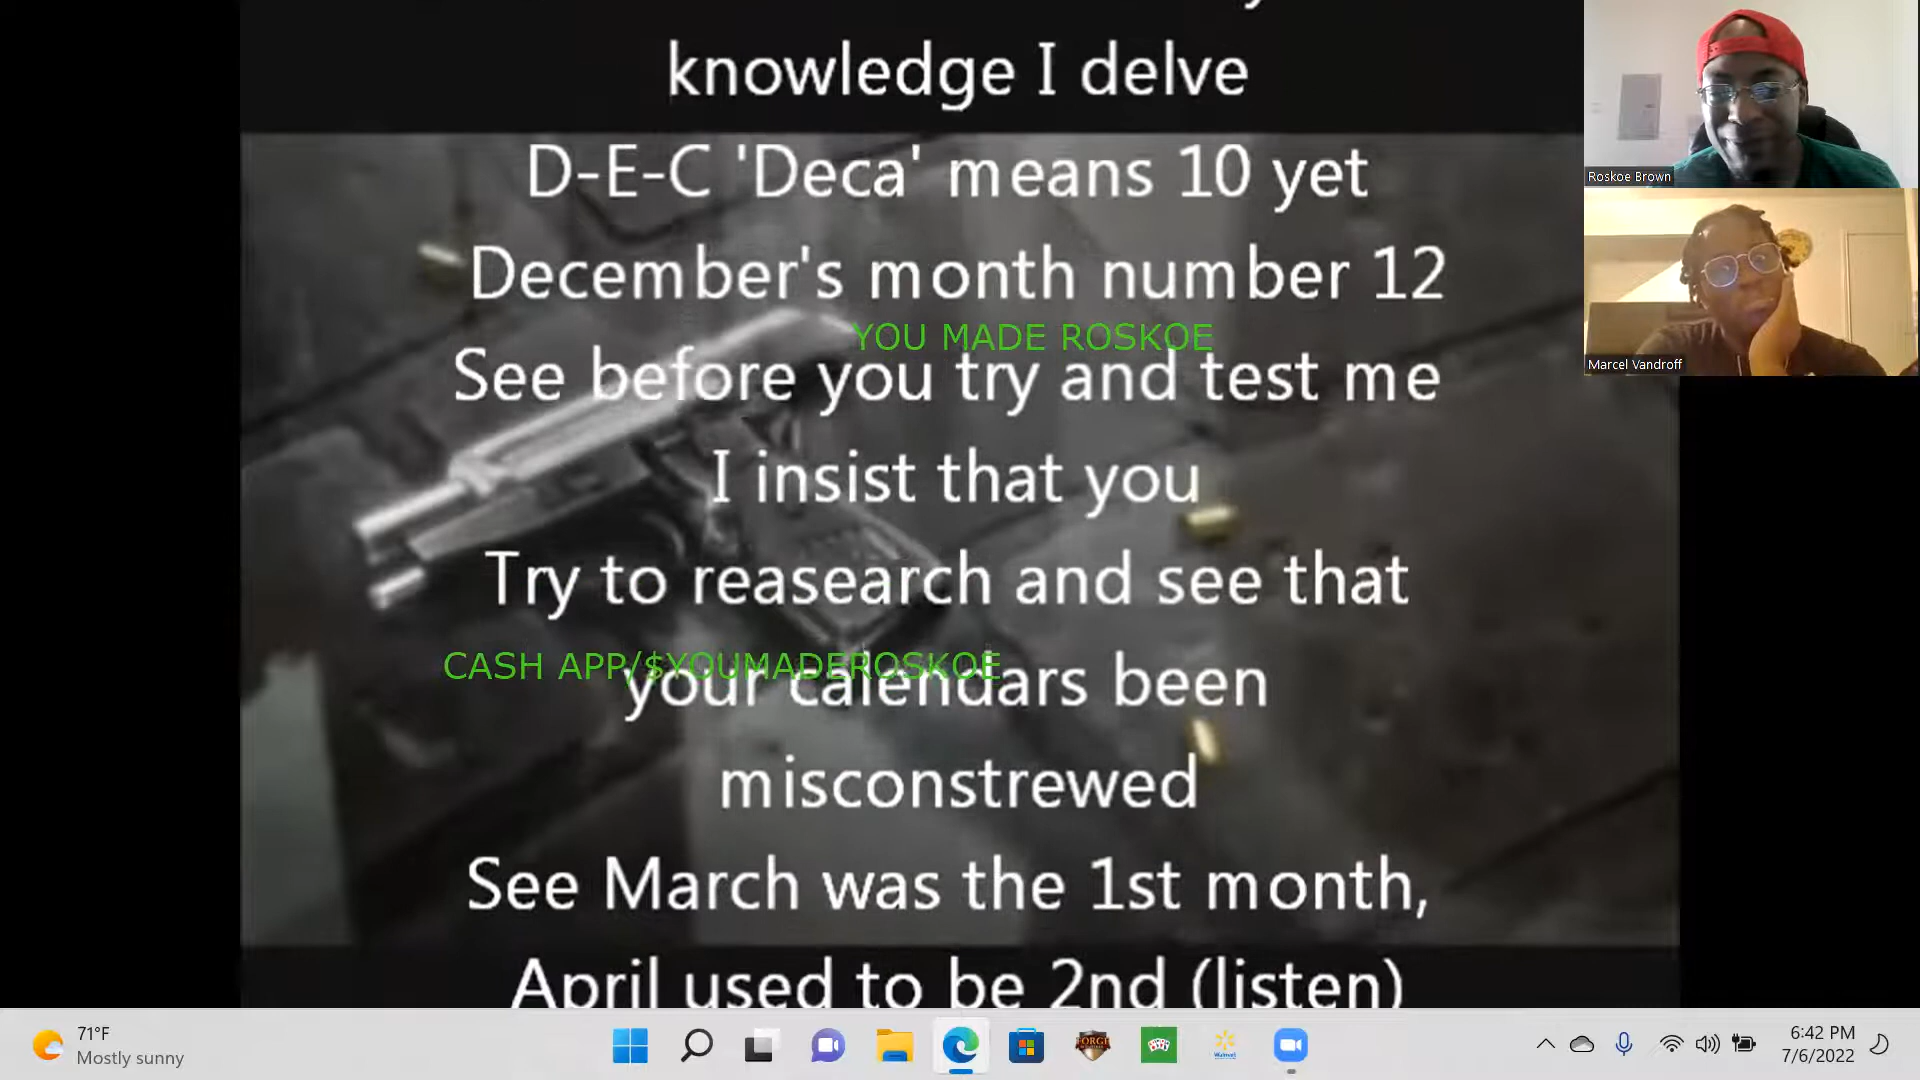 knowledge I delve
D-E-C 'Deca' means 10 yet
December's month number 12
YOU MADE ROSKOE
See before you try and test me
I insist that you
Try to reasearch and see that
CASH APP/$YOUMADEROSKOE
your calendars been
misconstrewed
See March was the 1st month,
April used to be 2nd (listen)
Roskoe Brown
Marcel Vandroff
71°F
Mostly sunny
FORGE
Walmart
6:42 PM
7/6/2022